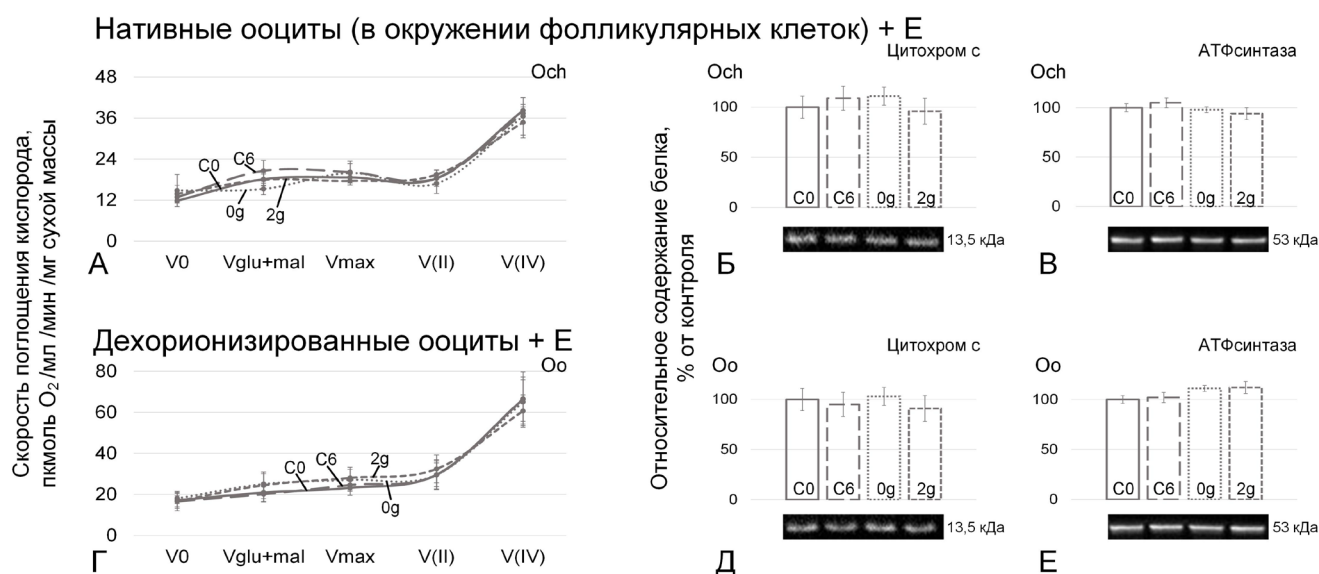 Нативные ооциты (в окружении фолликулярных клеток) + Е
Скорость поглощения кислорода,
пкмоль О₂/мл /мин /мг сухой массы
Och
48
36
24
12
0
C0
C6
0g
2g
V0 Vglu+mal Vmax V(II) V(IV)
А
Относительное содержание белка,
% от контроля
Цитохром с
Och
100
50
0
C0 C6 0g 2g
13,5 кДа
Б
АТФсинтаза
Och
100
50
0
C0 C6 0g 2g
53 кДа
В
Дехорионизированные ооциты + Е
Оо
80
60
40
20
0
C0
C6
2g
0g
V0 Vglu+mal Vmax V(II) V(IV)
Г
Цитохром с
Оо
100
50
0
C0 C6 0g 2g
13,5 кДа
Д
АТФсинтаза
Оо
100
50
0
C0 C6 0g 2g
53 кДа
Е